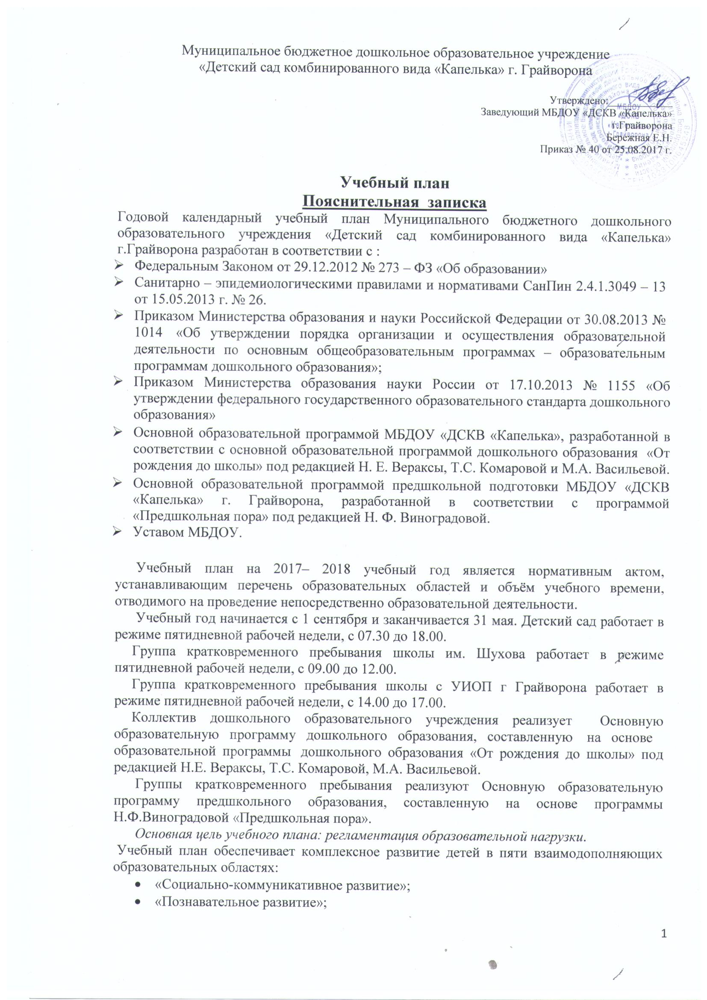 Муниципальное бюджетное дошкольное образовательное учреждение
«Детский сад комбинированного вида «Капелька» г. Грайворона
Утверждено:
Заведующий МБДОУ «ДСКВ «Капелька»
г.Грайворона
Бережная Е.Н.
Приказ № 40 от 25.08.2017 г.
МБДОУ
«ДСКВ
«Капелька»
г. Грайворона
Учебный план
Пояснительная записка
Годовой календарный учебный план Муниципального бюджетного дошкольного
образовательного учреждения «Детский сад комбинированного вида «Капелька»
г.Грайворона разработан в соответствии с :
➢ Федеральным Законом от 29.12.2012 № 273 – ФЗ «Об образовании»
➢ Санитарно – эпидемиологическими правилами и нормативами СанПин 2.4.1.3049 – 13
от 15.05.2013 г. № 26.
➢ Приказом Министерства образования и науки Российской Федерации от 30.08.2013 №
1014 «Об утверждении порядка организации и осуществления образовательной
деятельности по основным общеобразовательным программах – образовательным
программам дошкольного образования»;
➢ Приказом Министерства образования науки России от 17.10.2013 № 1155 «Об
утверждении федерального государственного образовательного стандарта дошкольного
образования»
➢ Основной образовательной программой МБДОУ «ДСКВ «Капелька», разработанной в
соответствии с основной образовательной программой дошкольного образования «От
рождения до школы» под редакцией Н. Е. Вераксы, Т.С. Комаровой и М.А. Васильевой.
➢ Основной образовательной программой предшкольной подготовки МБДОУ «ДСКВ
«Капелька» г. Грайворона, разработанной в соответствии с программой
«Предшкольная пора» под редакцией Н. Ф. Виноградовой.
➢ Уставом МБДОУ.
Учебный план на 2017– 2018 учебный год является нормативным актом,
устанавливающим перечень образовательных областей и объём учебного времени,
отводимого на проведение непосредственно образовательной деятельности.
Учебный год начинается с 1 сентября и заканчивается 31 мая. Детский сад работает в
режиме пятидневной рабочей недели, с 07.30 до 18.00.
Группа кратковременного пребывания школы им. Шухова работает в режиме
пятидневной рабочей недели, с 09.00 до 12.00.
Группа кратковременного пребывания школы с УИОП г Грайворона работает в
режиме пятидневной рабочей недели, с 14.00 до 17.00.
Коллектив дошкольного образовательного учреждения реализует Основную
образовательную программу дошкольного образования, составленную на основе
образовательной программы дошкольного образования «От рождения до школы» под
редакцией Н.Е. Вераксы, Т.С. Комаровой, М.А. Васильевой.
Группы кратковременного пребывания реализуют Основную образовательную
программу предшкольного образования, составленную на основе программы
Н.Ф.Виноградовой «Предшкольная пора».
Основная цель учебного плана: регламентация образовательной нагрузки.
Учебный план обеспечивает комплексное развитие детей в пяти взаимодополняющих
образовательных областях:
• «Социально-коммуникативное развитие»;
• «Познавательное развитие»;
1